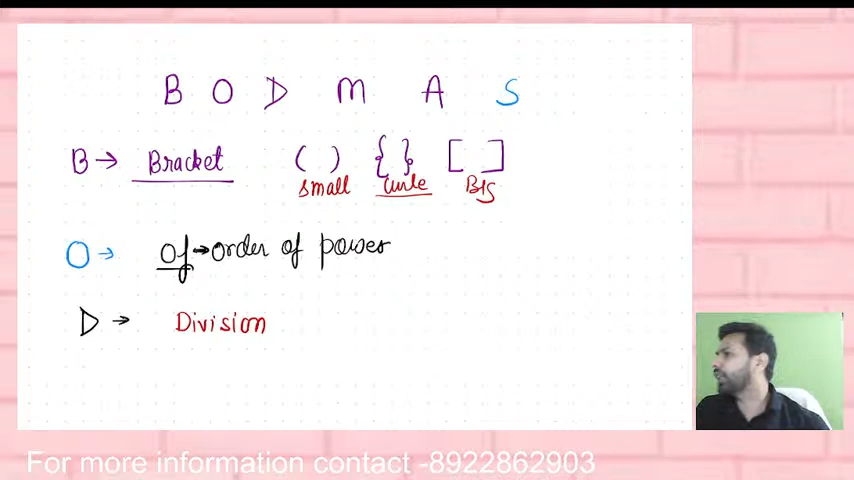 B O D M A S
B → Bracket ( ) { } [ ]
small curle Big
O → Of → order of power
D → Division
For more information contact -8922862903